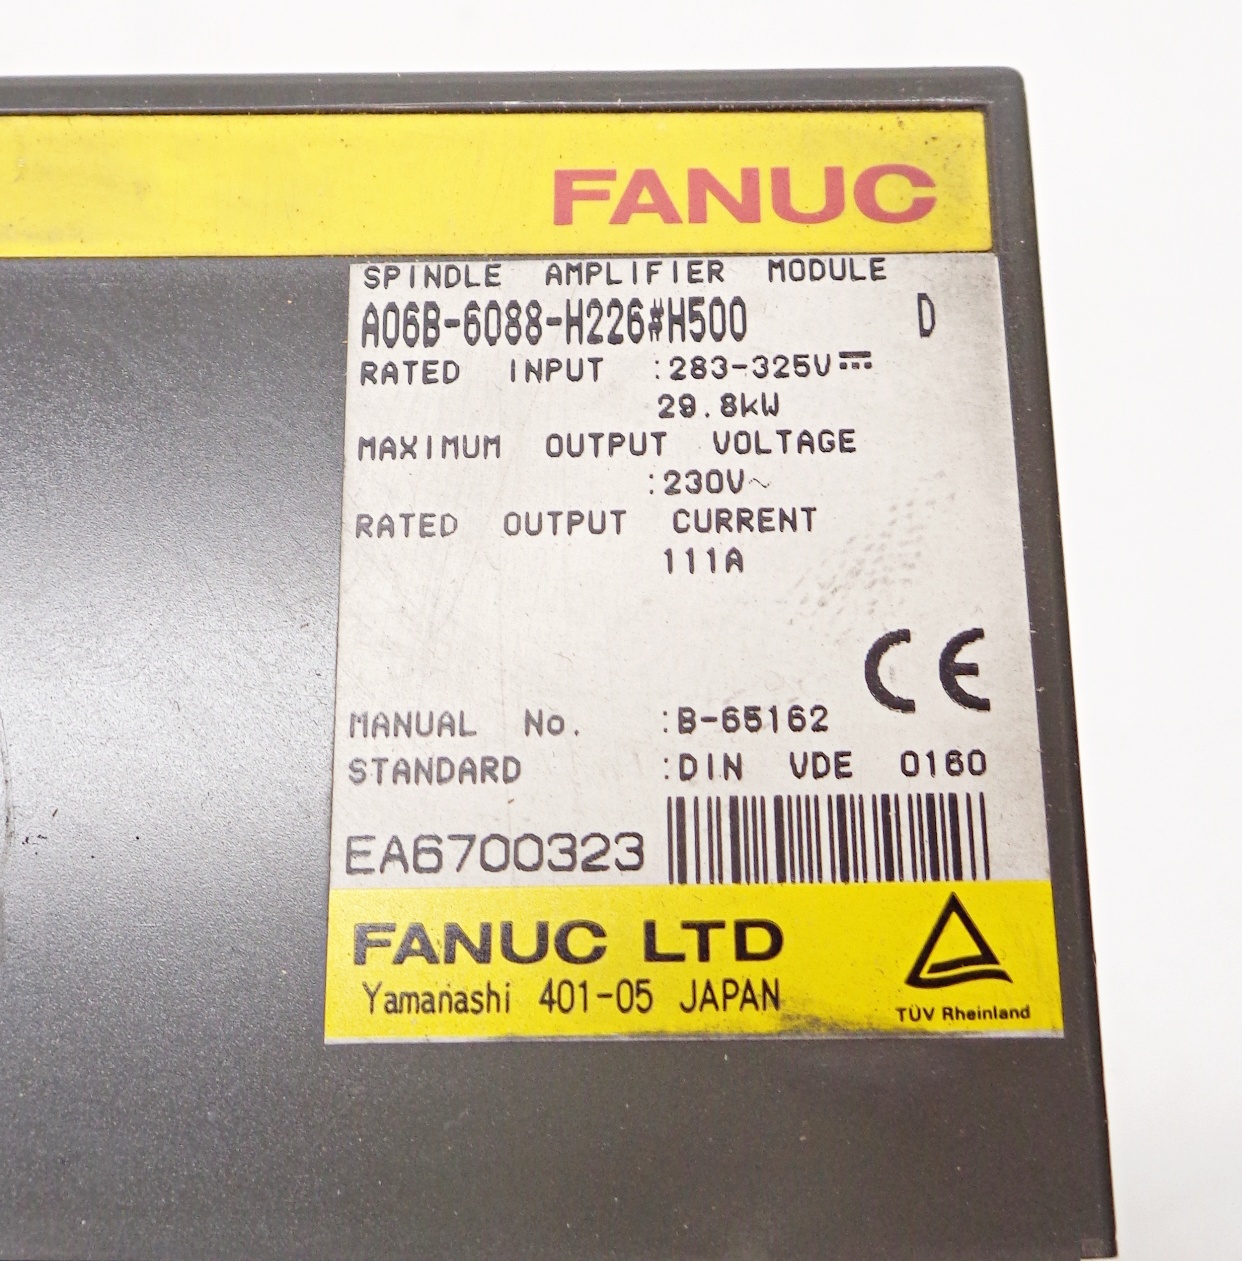 FANUC
SPINDLE AMPLIFIER MODULE
A06B-6088-H226#H500 D
RATED INPUT :283-325V⎓
29.8kW
MAXIMUM OUTPUT VOLTAGE
:230V~
RATED OUTPUT CURRENT
111A
CE
MANUAL No. :B-65162
STANDARD :DIN VDE 0160
EA6700323
FANUC LTD
Yamanashi 401-05 JAPAN
TÜV Rheinland